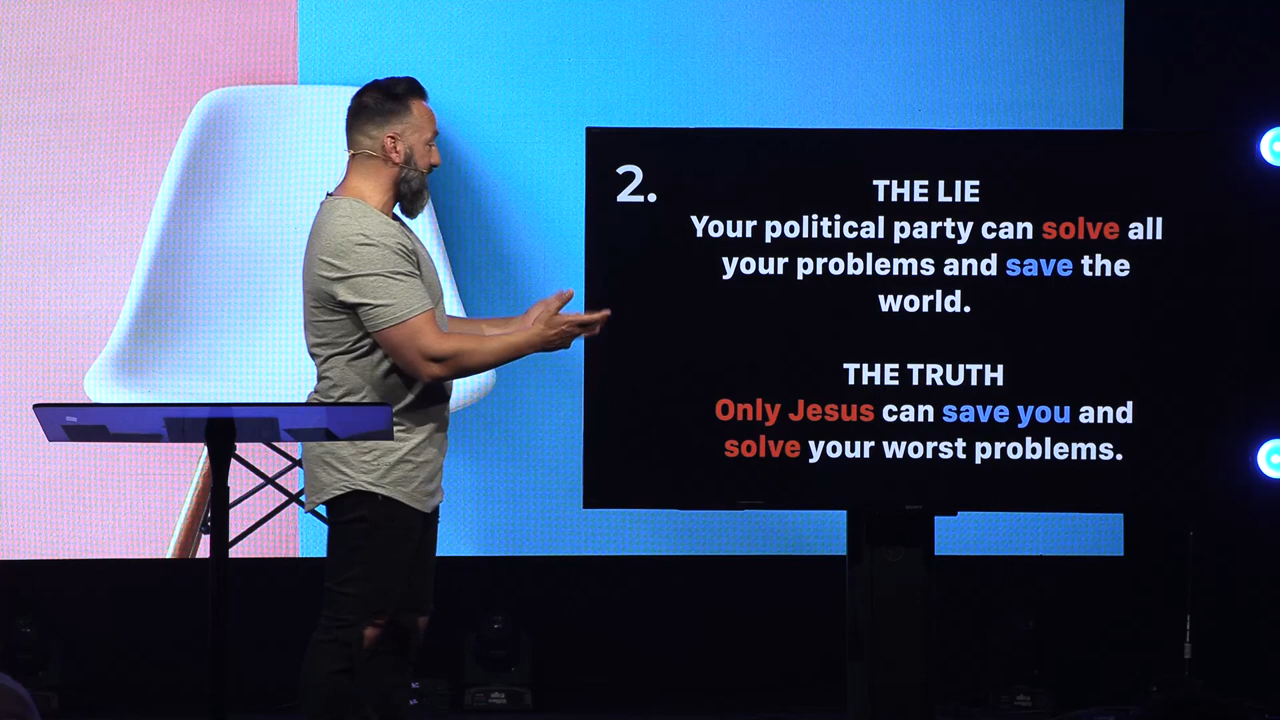 2.
THE LIE
Your political party can solve all
your problems and save the
world.
THE TRUTH
Only Jesus can save you and
solve your worst problems.